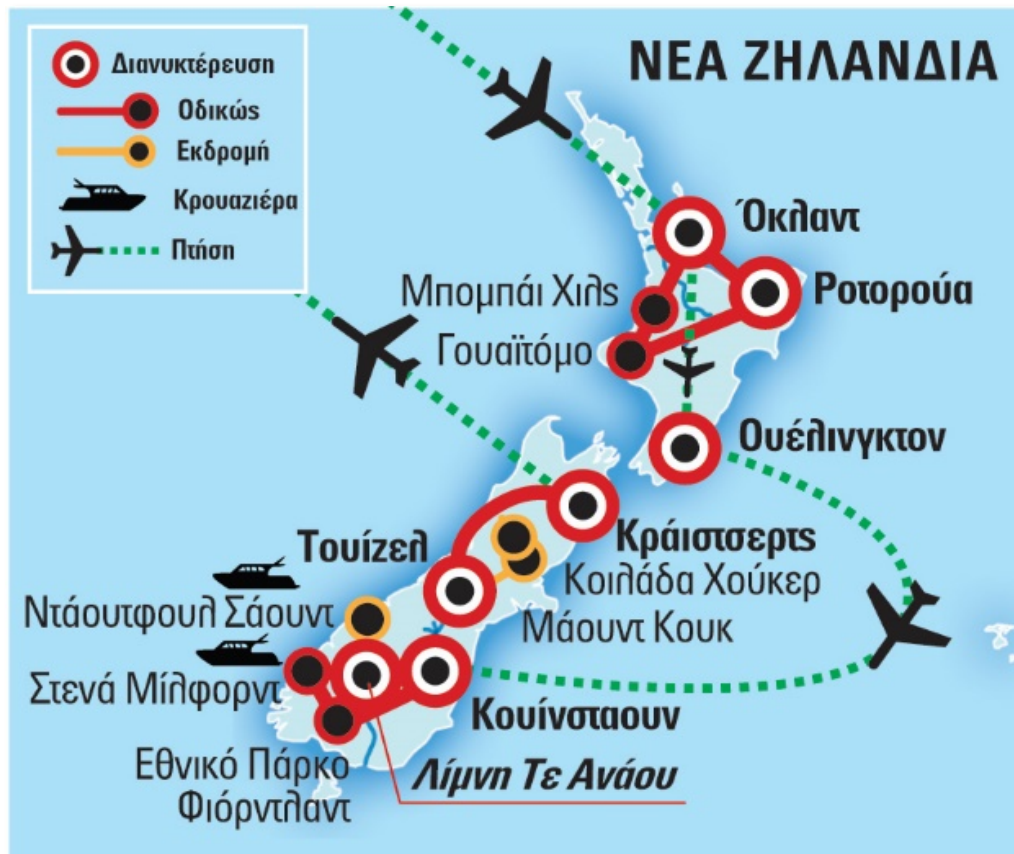 Διανυκτέρευση
Οδικώς
Εκδρομή
Κρουαζιέρα
Πτήση
ΝΕΑ ΖΗΛΑΝΔΙΑ
Όκλαντ
Μπομπάι Χιλς
Ροτορούα
Γουαϊτόμο
Ουέλινγκτον
Κράιστσερτς
Τουίζελ
Κοιλάδα Χούκερ
Ντάουτφουλ Σάουντ
Μάουντ Κουκ
Στενά Μίλφορντ
Κουίνσταουν
Εθνικό Πάρκο
Φιόρντλαντ
Λίμνη Τε Ανάου